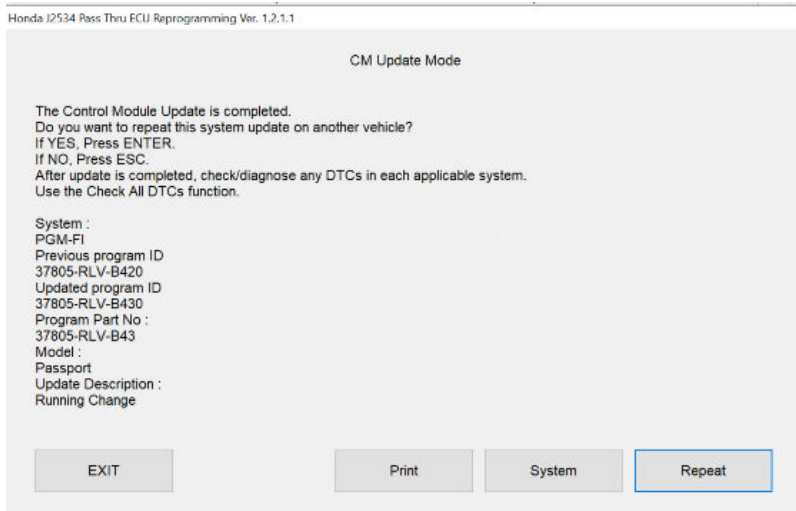 Honda J2534 Pass Thru ECU Reprogramming Ver. 1.2.1.1
CM Update Mode
The Control Module Update is completed.
Do you want to repeat this system update on another vehicle?
If YES, Press ENTER.
If NO, Press ESC.
After update is completed, check/diagnose any DTCs in each applicable system.
Use the Check All DTCs function.
System :
PGM-FI
Previous program ID
37805-RLV-B420
Updated program ID
37805-RLV-B430
Program Part No :
37805-RLV-B43
Model :
Passport
Update Description :
Running Change
EXIT
Print
System
Repeat